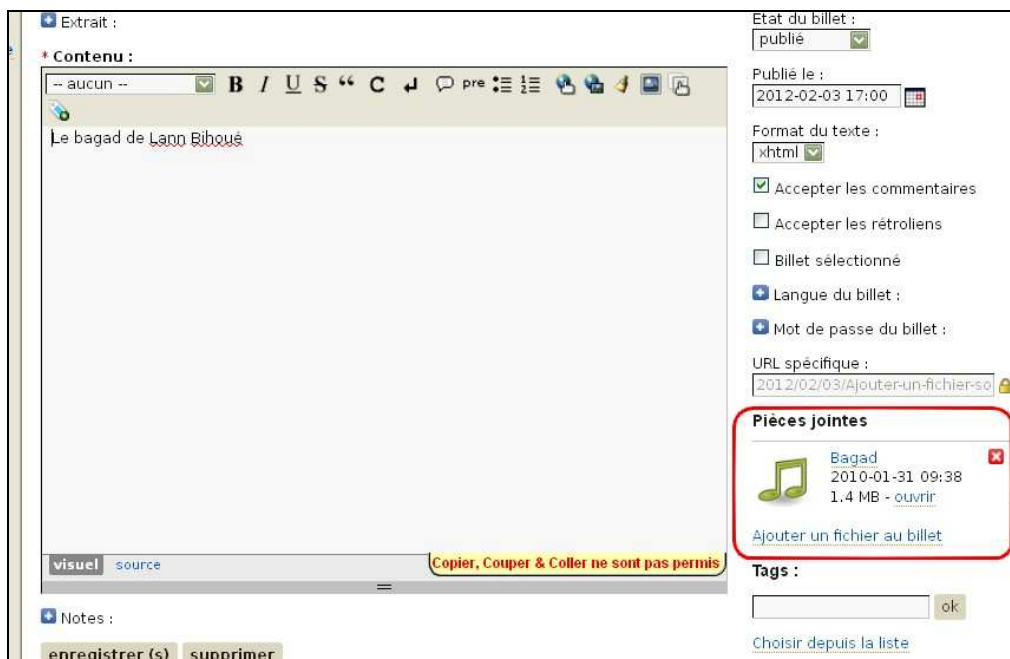 Extrait :
* Contenu :
-- aucun --
B I U S “ C pre
Le bagad de Lann Bihoué
visuel source
Copier, Couper & Coller ne sont pas permis
Notes :
enregistrer (s) supprimer
Etat du billet :
publié
Publié le :
2012-02-03 17:00
Format du texte :
xhtml
Accepter les commentaires
Accepter les rétroliens
Billet sélectionné
Langue du billet :
Mot de passe du billet :
URL spécifique :
2012/02/03/Ajouter-un-fichier-so
Pièces jointes
Bagad
2010-01-31 09:38
1.4 MB - ouvrir
Ajouter un fichier au billet
Tags :
ok
Choisir depuis la liste